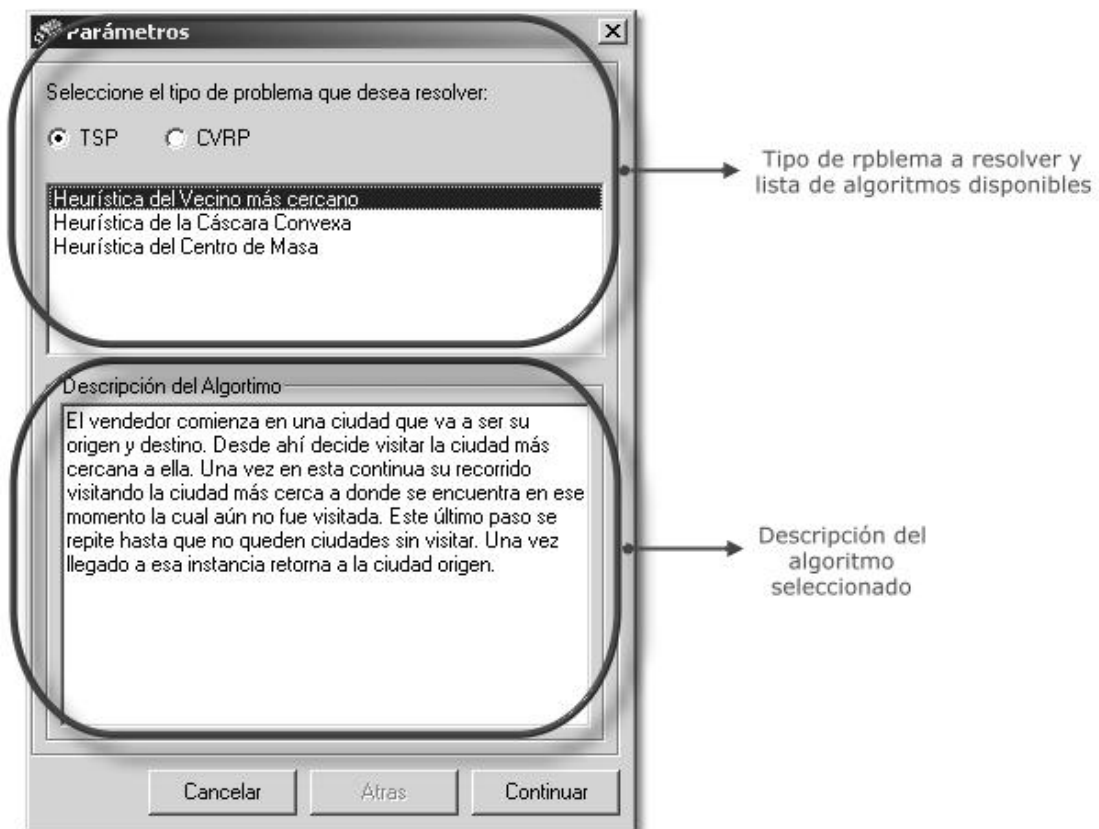 Parámetros
Seleccione el tipo de problema que desea resolver:
TSP CVRP
Heurística del Vecino más cercano
Heurística de la Cáscara Convexa
Heurística del Centro de Masa
Tipo de rpblema a resolver y
lista de algoritmos disponibles
Descripción del Algortimo
El vendedor comienza en una ciudad que va a ser su
origen y destino. Desde ahí decide visitar la ciudad más
cercana a ella. Una vez en esta continua su recorrido
visitando la ciudad más cerca a donde se encuentra en ese
momento la cual aún no fue visitada. Este último paso se
repite hasta que no queden ciudades sin visitar. Una vez
llegado a esa instancia retorna a la ciudad origen.
Descripción del
algoritmo
seleccionado
Cancelar Atras Continuar